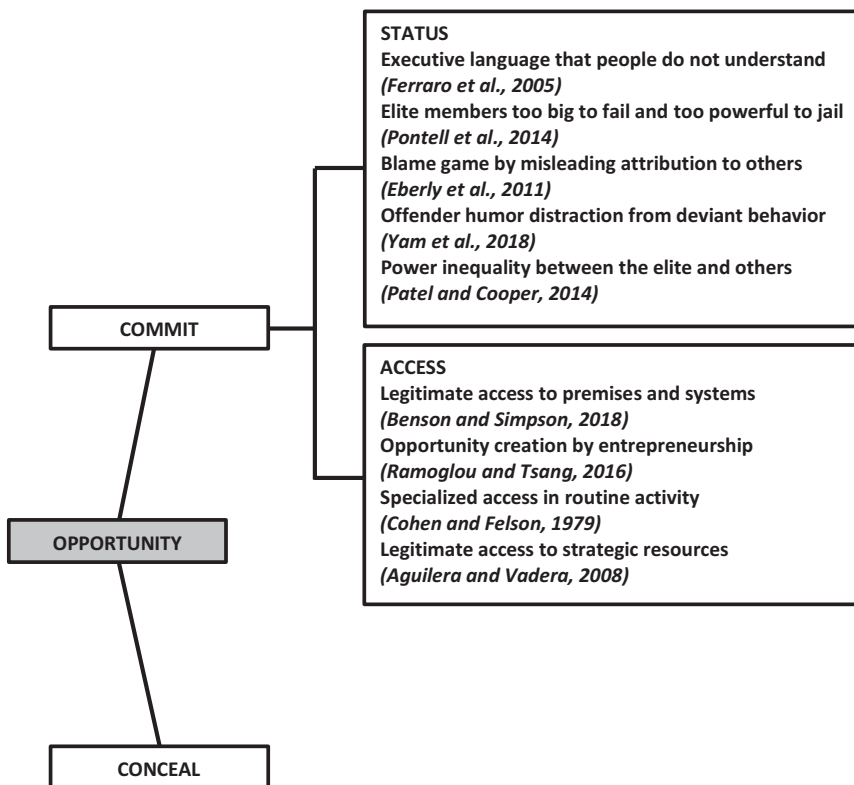 STATUS
Executive language that people do not understand
(Ferraro et al., 2005)
Elite members too big to fail and too powerful to jail
(Pontell et al., 2014)
Blame game by misleading attribution to others
(Eberly et al., 2011)
Offender humor distraction from deviant behavior
(Yam et al., 2018)
Power inequality between the elite and others
(Patel and Cooper, 2014)
COMMIT
ACCESS
Legitimate access to premises and systems
(Benson and Simpson, 2018)
Opportunity creation by entrepreneurship
(Ramoglou and Tsang, 2016)
Specialized access in routine activity
(Cohen and Felson, 1979)
Legitimate access to strategic resources
(Aguilera and Vadera, 2008)
OPPORTUNITY
CONCEAL